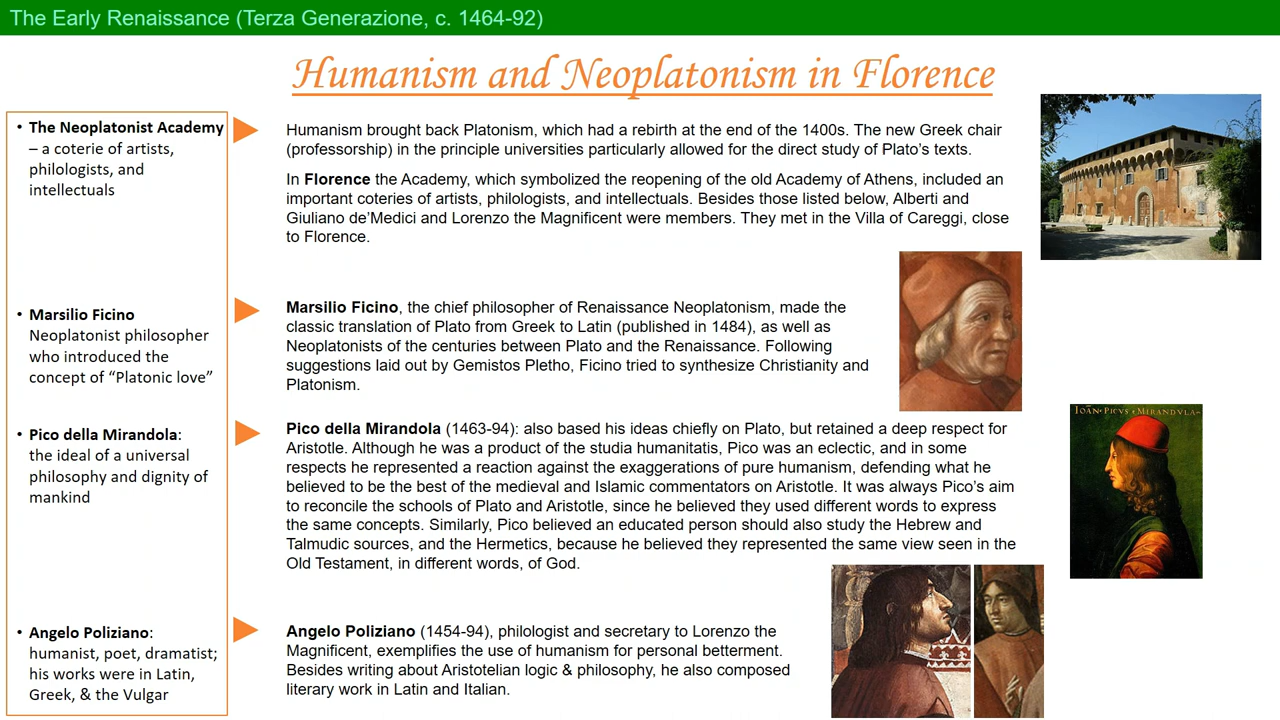 The Early Renaissance (Terza Generazione, c. 1464-92)
Humanism and Neoplatonism in Florence
• The Neoplatonist Academy
– a coterie of artists,
philologists, and
intellectuals
Humanism brought back Platonism, which had a rebirth at the end of the 1400s. The new Greek chair
(professorship) in the principle universities particularly allowed for the direct study of Plato's texts.
In Florence the Academy, which symbolized the reopening of the old Academy of Athens, included an
important coteries of artists, philologists, and intellectuals. Besides those listed below, Alberti and
Giuliano de'Medici and Lorenzo the Magnificent were members. They met in the Villa of Careggi, close
to Florence.
• Marsilio Ficino
Neoplatonist philosopher
who introduced the
concept of "Platonic love"
Marsilio Ficino, the chief philosopher of Renaissance Neoplatonism, made the
classic translation of Plato from Greek to Latin (published in 1484), as well as
Neoplatonists of the centuries between Plato and the Renaissance. Following
suggestions laid out by Gemistos Pletho, Ficino tried to synthesize Christianity and
Platonism.
• Pico della Mirandola:
the ideal of a universal
philosophy and dignity of
mankind
Pico della Mirandola (1463-94): also based his ideas chiefly on Plato, but retained a deep respect for
Aristotle. Although he was a product of the studia humanitatis, Pico was an eclectic, and in some
respects he represented a reaction against the exaggerations of pure humanism, defending what he
believed to be the best of the medieval and Islamic commentators on Aristotle. It was always Pico's aim
to reconcile the schools of Plato and Aristotle, since he believed they used different words to express
the same concepts. Similarly, Pico believed an educated person should also study the Hebrew and
Talmudic sources, and the Hermetics, because he believed they represented the same view seen in the
Old Testament, in different words, of God.
IOÃN·PICVS·MIRANDVLA·
• Angelo Poliziano:
humanist, poet, dramatist;
his works were in Latin,
Greek, & the Vulgar
Angelo Poliziano (1454-94), philologist and secretary to Lorenzo the
Magnificent, exemplifies the use of humanism for personal betterment.
Besides writing about Aristotelian logic & philosophy, he also composed
literary work in Latin and Italian.